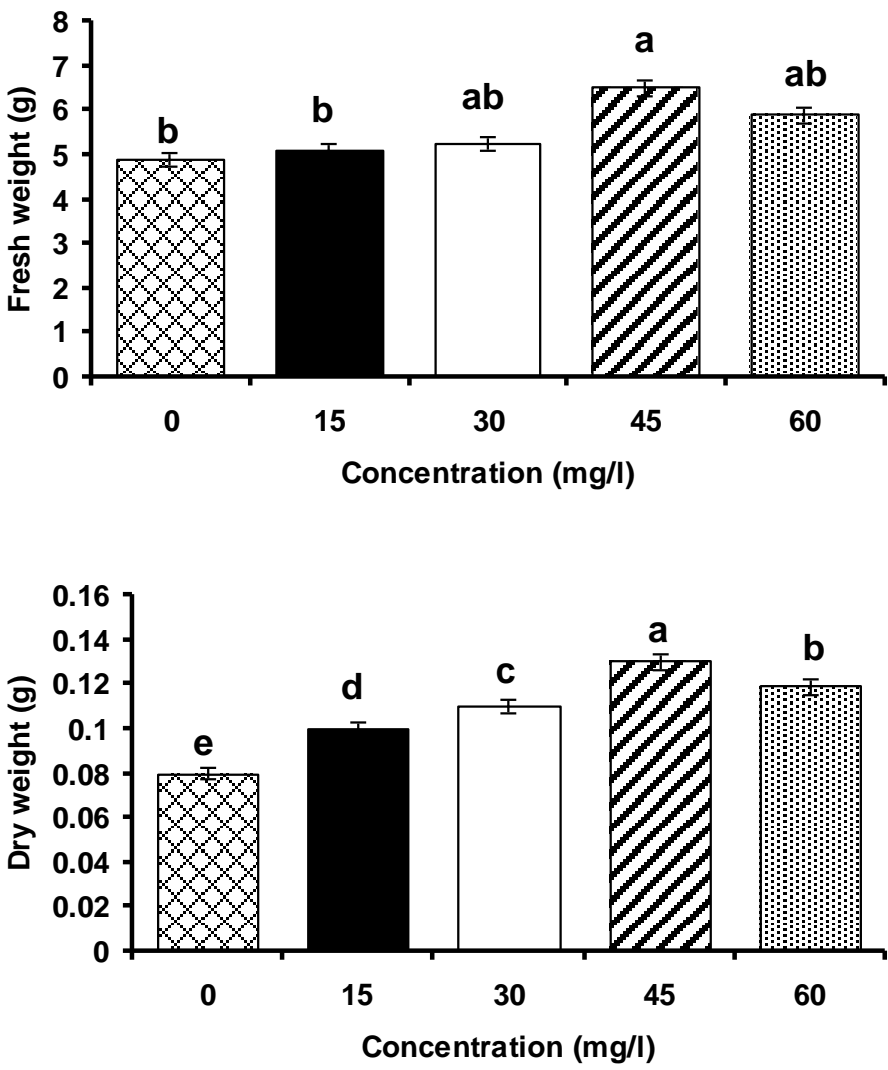 8
7
6
5
4
3
2
1
0
Fresh weight (g)
b
b
ab
a
ab
0 15 30 45 60
Concentration (mg/l)
0.16
0.14
0.12
0.1
0.08
0.06
0.04
0.02
0
Dry weight (g)
e
d
c
a
b
0 15 30 45 60
Concentration (mg/l)